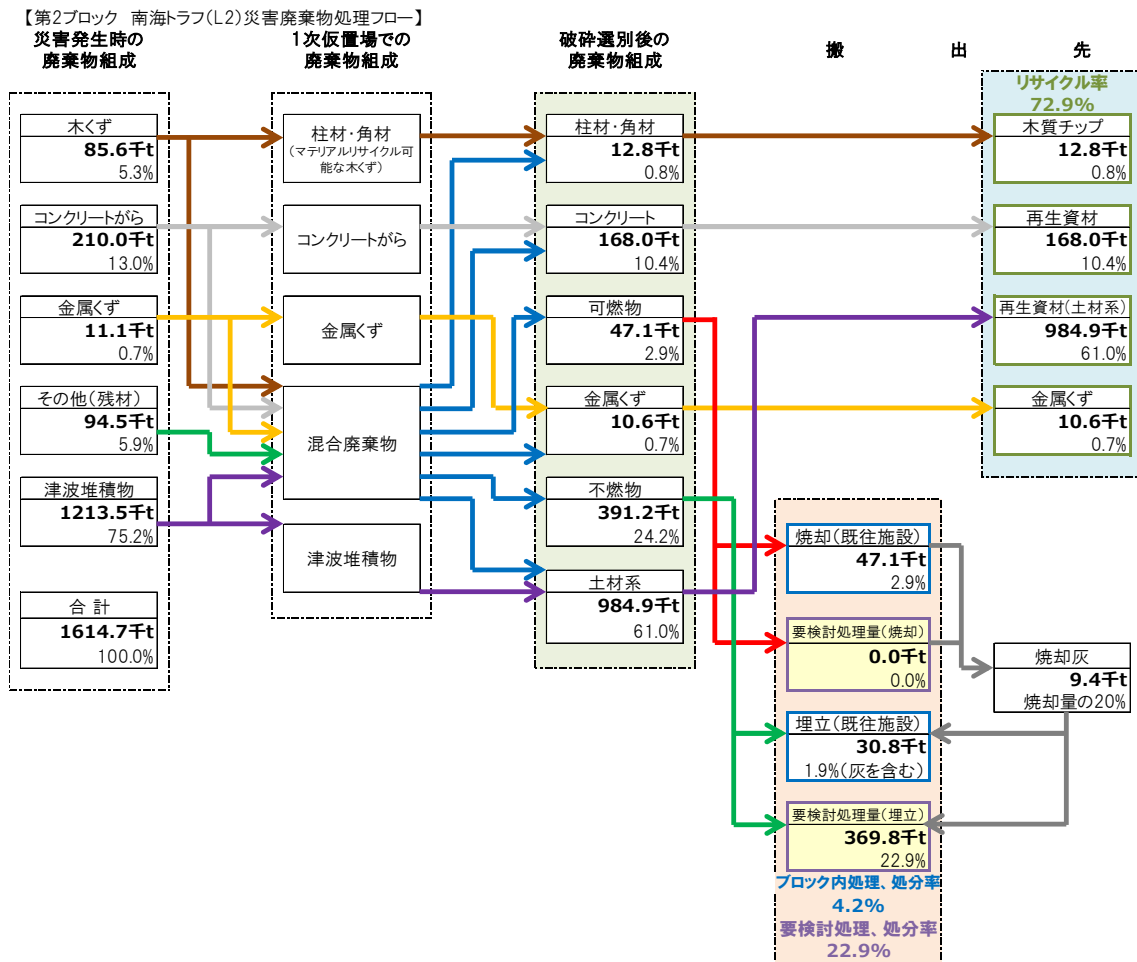 【第2ブロック 南海トラフ(L2)災害廃棄物処理フロー】
災害発生時の
廃棄物組成
1次仮置場での
廃棄物組成
破砕選別後の
廃棄物組成
搬 出 先
木くず
85.6千t
5.3%
コンクリートがら
210.0千t
13.0%
金属くず
11.1千t
0.7%
その他(残材)
94.5千t
5.9%
津波堆積物
1213.5千t
75.2%
合 計
1614.7千t
100.0%
柱材・角材
(マテリアルリサイクル可
能な木くず)
コンクリートがら
金属くず
混合廃棄物
津波堆積物
柱材・角材
12.8千t
0.8%
コンクリート
168.0千t
10.4%
可燃物
47.1千t
2.9%
金属くず
10.6千t
0.7%
不燃物
391.2千t
24.2%
土材系
984.9千t
61.0%
リサイクル率
72.9%
木質チップ
12.8千t
0.8%
再生資材
168.0千t
10.4%
再生資材(土材系)
984.9千t
61.0%
金属くず
10.6千t
0.7%
焼却(既往施設)
47.1千t
2.9%
要検討処理量(焼却)
0.0千t
0.0%
埋立(既往施設)
30.8千t
1.9%(灰を含む)
要検討処理量(埋立)
369.8千t
22.9%
ブロック内処理、処分率
4.2%
要検討処理、処分率
22.9%
焼却灰
9.4千t
焼却量の20%